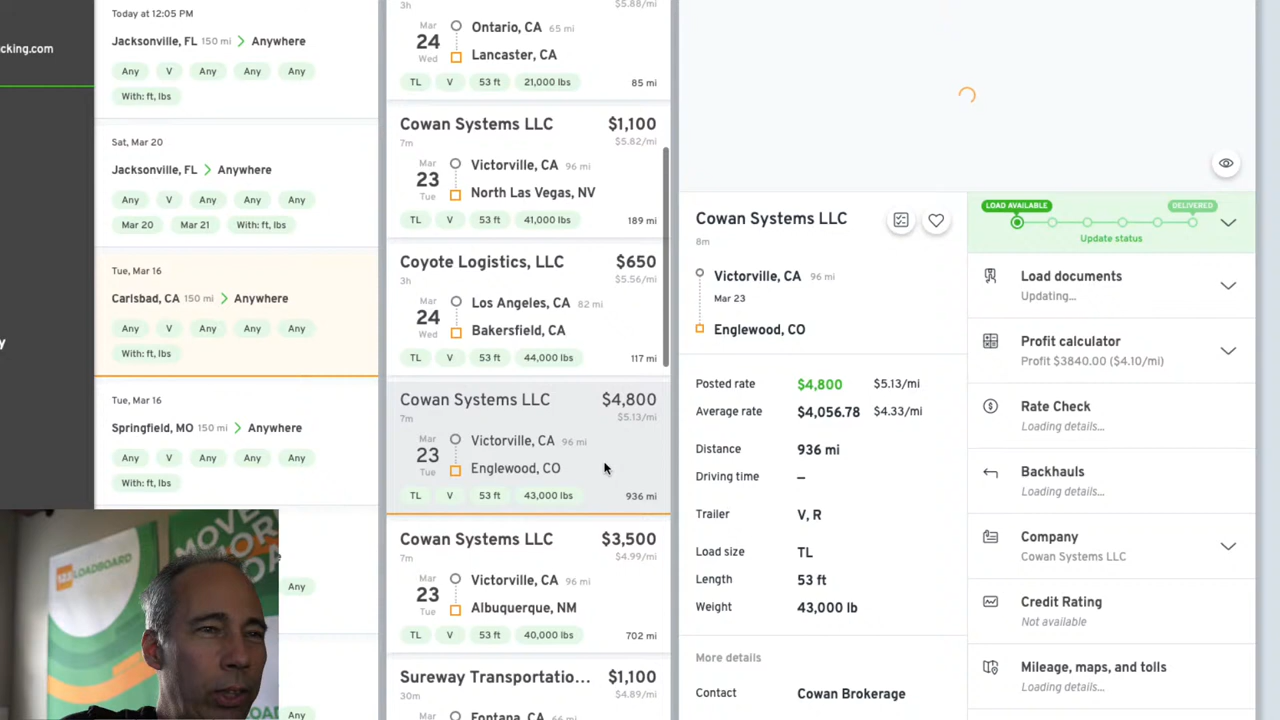 cking.com
y
Today at 12:05 PM
Jacksonville, FL 150 mi > Anywhere
Any V Any Any Any
With: ft, lbs
Sat, Mar 20
Jacksonville, FL > Anywhere
Any V Any Any Any
Mar 20 Mar 21 With: ft, lbs
Tue, Mar 16
Carlsbad, CA 150 mi > Anywhere
Any V Any Any Any
With: ft, lbs
Tue, Mar 16
Springfield, MO 150 mi > Anywhere
Any V Any Any Any
With: ft, lbs
Any
Any
MOVE
123LOADBOARD
3h $5.88/mi
Mar 24 Wed
Ontario, CA 65 mi
Lancaster, CA
TL V 53 ft 21,000 lbs 85 mi
Cowan Systems LLC $1,100
7m $5.82/mi
Mar 23 Tue
Victorville, CA 96 mi
North Las Vegas, NV
TL V 53 ft 41,000 lbs 189 mi
Coyote Logistics, LLC $650
3h $5.56/mi
Mar 24 Wed
Los Angeles, CA 82 mi
Bakersfield, CA
TL V 53 ft 44,000 lbs 117 mi
Cowan Systems LLC $4,800
7m $5.13/mi
Mar 23 Tue
Victorville, CA 96 mi
Englewood, CO
TL V 53 ft 43,000 lbs 936 mi
Cowan Systems LLC $3,500
7m $4.99/mi
Mar 23 Tue
Victorville, CA 96 mi
Albuquerque, NM
TL V 53 ft 40,000 lbs 702 mi
Sureway Transportatio... $1,100
30m $4.89/mi
Mar
Fontana, CA 66 mi
Cowan Systems LLC
8m
Victorville, CA 96 mi
Mar 23
Englewood, CO
Posted rate $4,800 $5.13/mi
Average rate $4,056.78 $4.33/mi
Distance 936 mi
Driving time –
Trailer V, R
Load size TL
Length 53 ft
Weight 43,000 lb
More details
Contact Cowan Brokerage
LOAD AVAILABLE DELIVERED
Update status
Load documents
Updating...
Profit calculator
Profit $3840.00 ($4.10/mi)
Rate Check
Loading details...
Backhauls
Loading details...
Company
Cowan Systems LLC
Credit Rating
Not available
Mileage, maps, and tolls
Loading details...